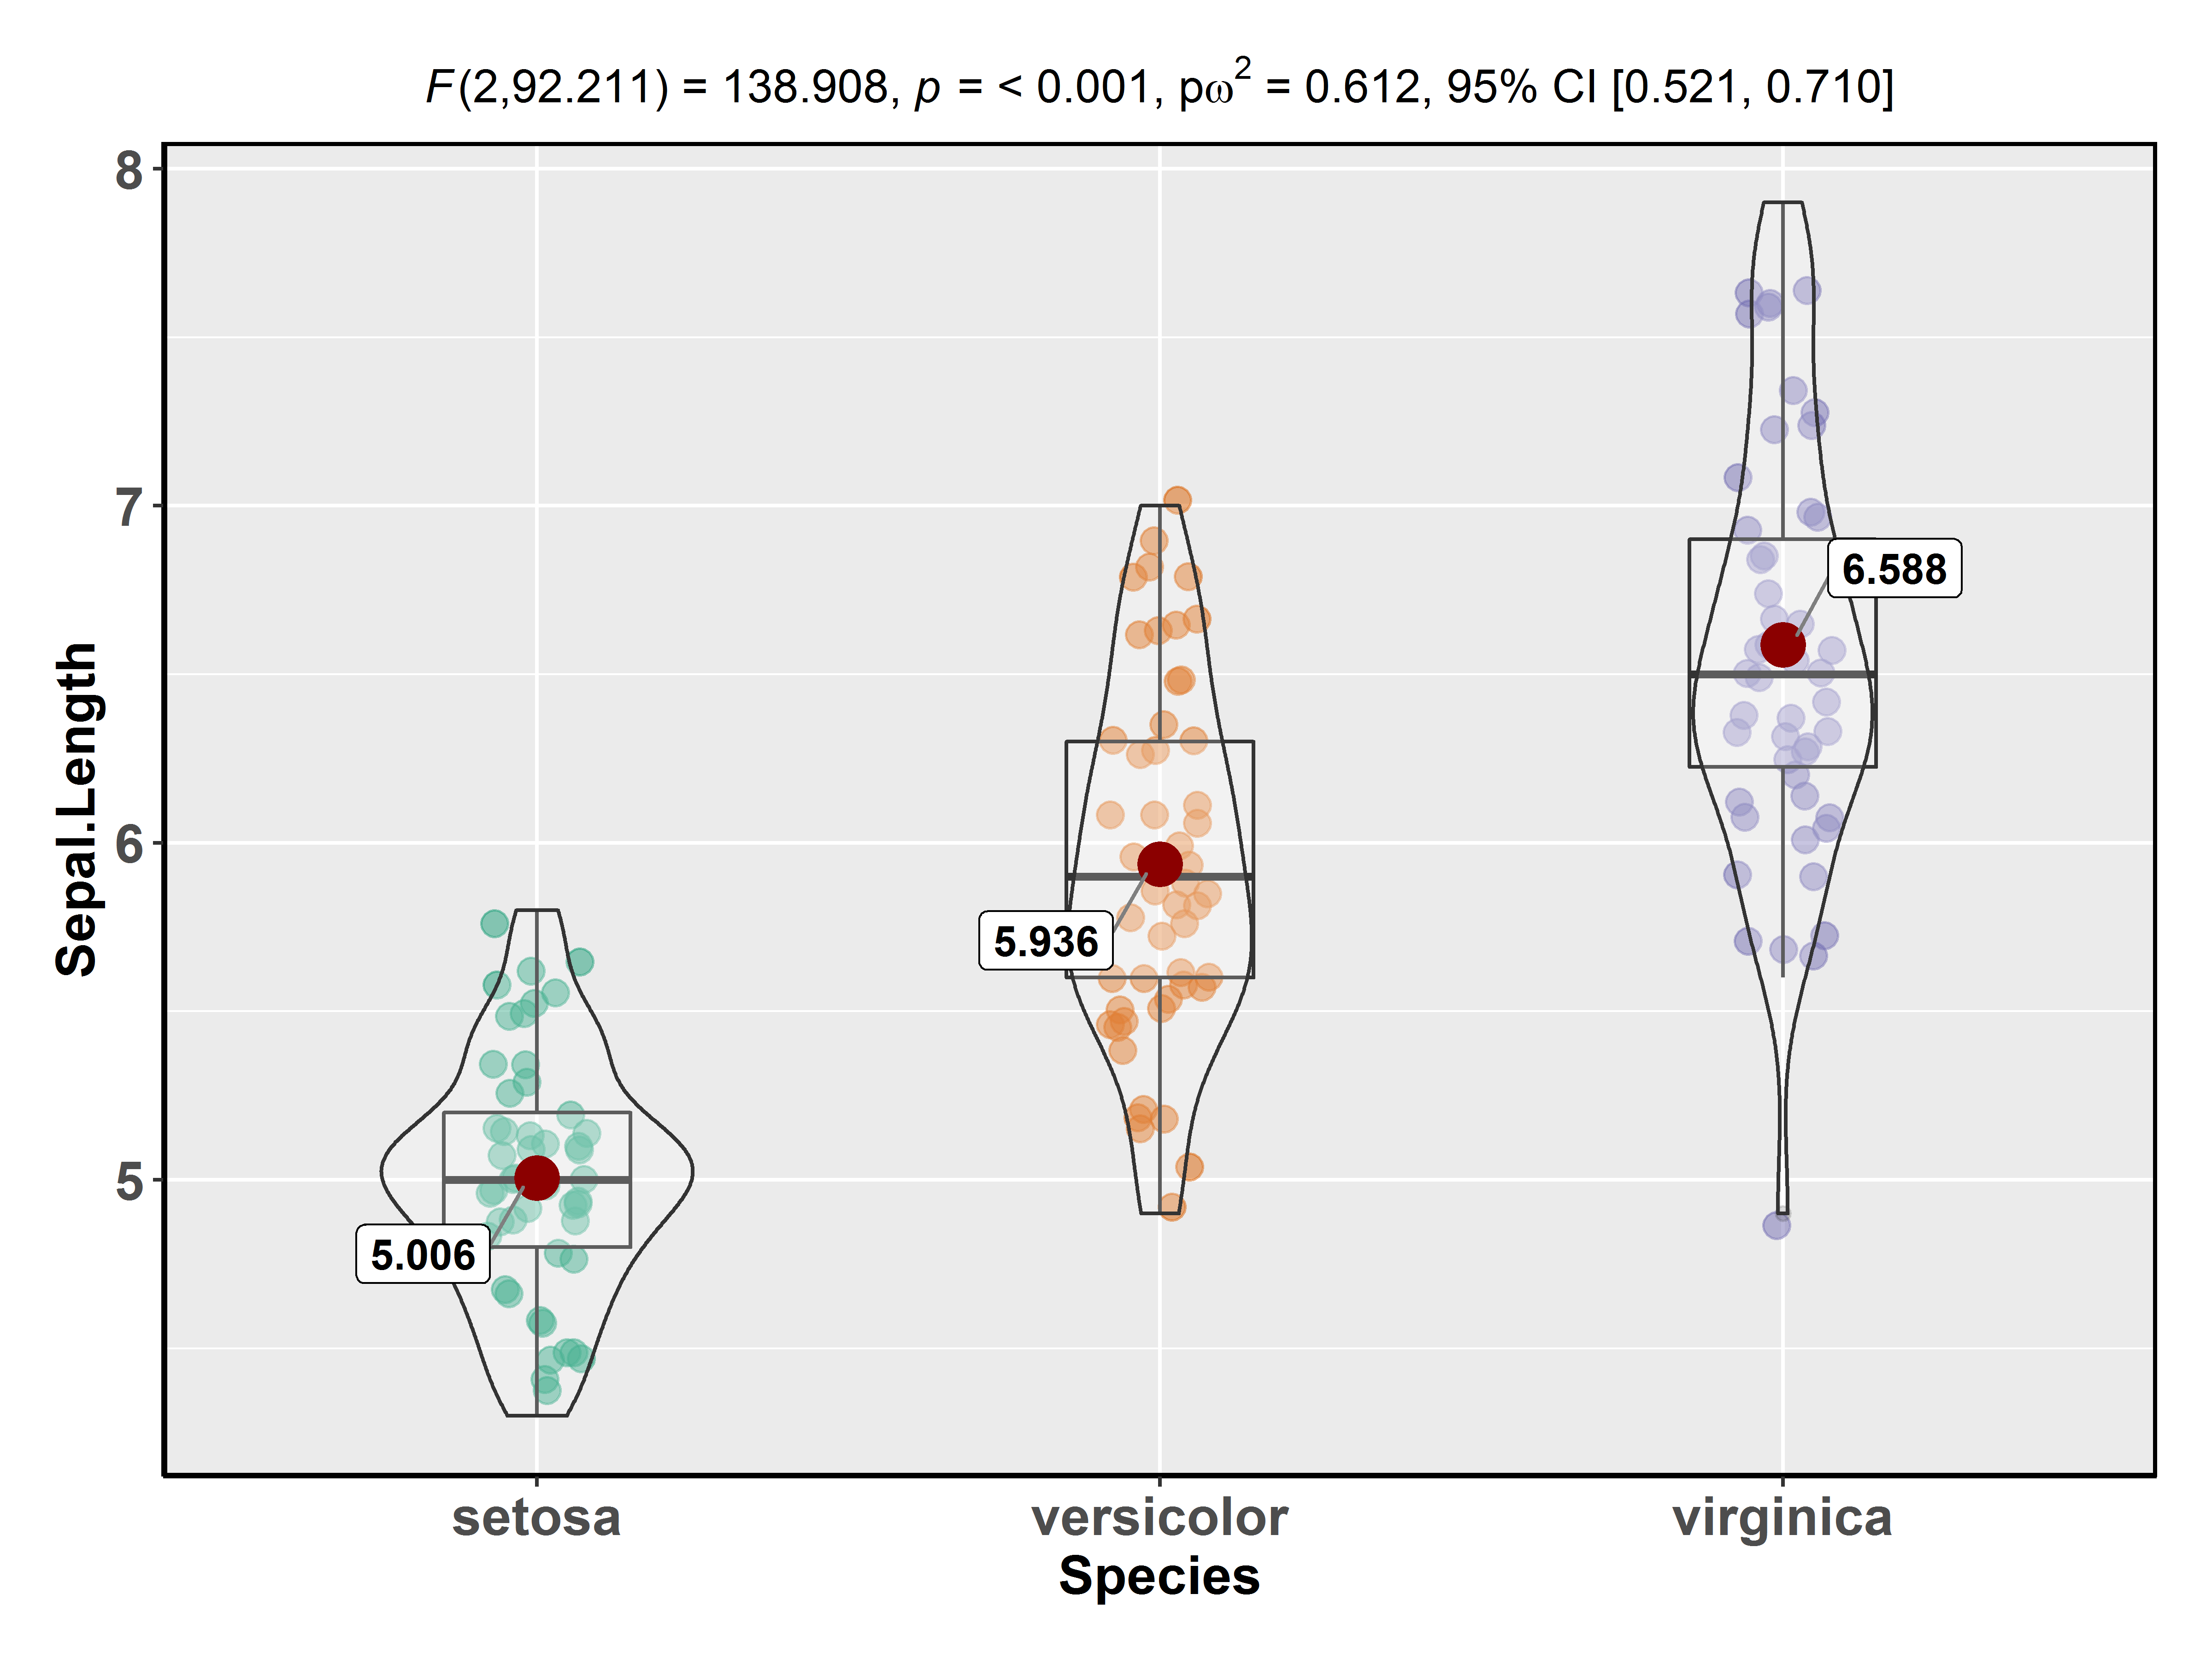 F(2,92.211) = 138.908, p = < 0.001, pω² = 0.612, 95% CI [0.521, 0.710]
8
7
6
5
Sepal.Length
6.588
5.936
5.006
setosa versicolor virginica
Species